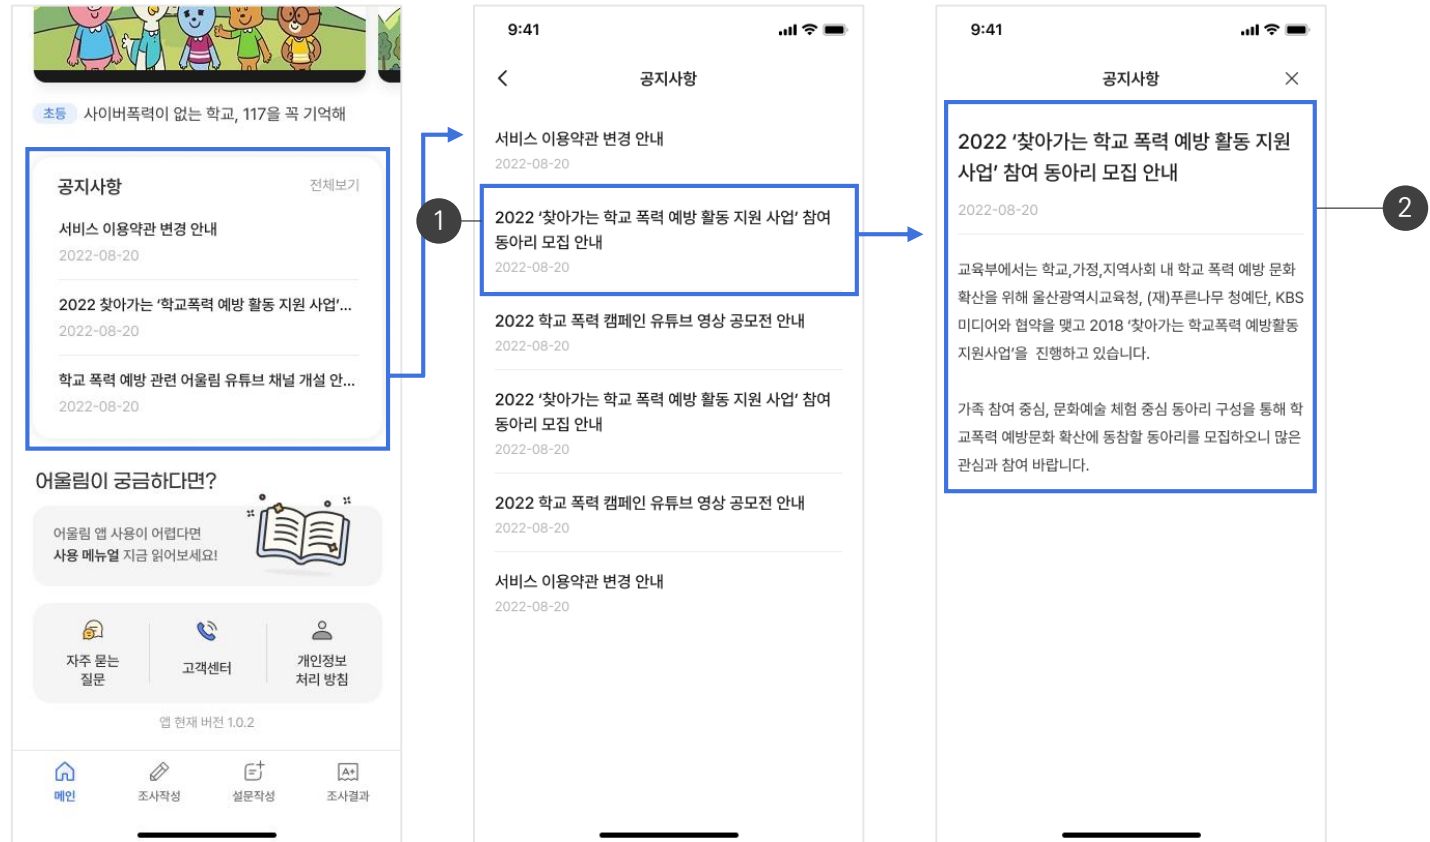 초등 사이버폭력이 없는 학교, 117을 꼭 기억해
공지사항 전체보기
서비스 이용약관 변경 안내
2022-08-20
2022 찾아가는 ‘학교폭력 예방 활동 지원 사업’...
2022-08-20
학교 폭력 예방 관련 어울림 유튜브 채널 개설 안...
2022-08-20
어울림이 궁금하다면?
어울림 앱 사용이 어렵다면
사용 메뉴얼 지금 읽어보세요!
자주 묻는
질문
고객센터
개인정보
처리 방침
앱 현재 버전 1.0.2
메인 조사작성 설문작성 조사결과
A+
1
9:41
공지사항
서비스 이용약관 변경 안내
2022-08-20
2022 ‘찾아가는 학교 폭력 예방 활동 지원 사업’ 참여
동아리 모집 안내
2022-08-20
2022 학교 폭력 캠페인 유튜브 영상 공모전 안내
2022-08-20
2022 ‘찾아가는 학교 폭력 예방 활동 지원 사업’ 참여
동아리 모집 안내
2022-08-20
2022 학교 폭력 캠페인 유튜브 영상 공모전 안내
2022-08-20
서비스 이용약관 변경 안내
2022-08-20
9:41
공지사항
2022 ‘찾아가는 학교 폭력 예방 활동 지원
사업’ 참여 동아리 모집 안내
2022-08-20
교육부에서는 학교,가정,지역사회 내 학교 폭력 예방 문화
확산을 위해 울산광역시교육청, (재)푸른나무 청예단, KBS
미디어와 협약을 맺고 2018 ‘찾아가는 학교폭력 예방활동
지원사업’을 진행하고 있습니다.
가족 참여 중심, 문화예술 체험 중심 동아리 구성을 통해 학
교폭력 예방문화 확산에 동참할 동아리를 모집하오니 많은
관심과 참여 바랍니다.
2